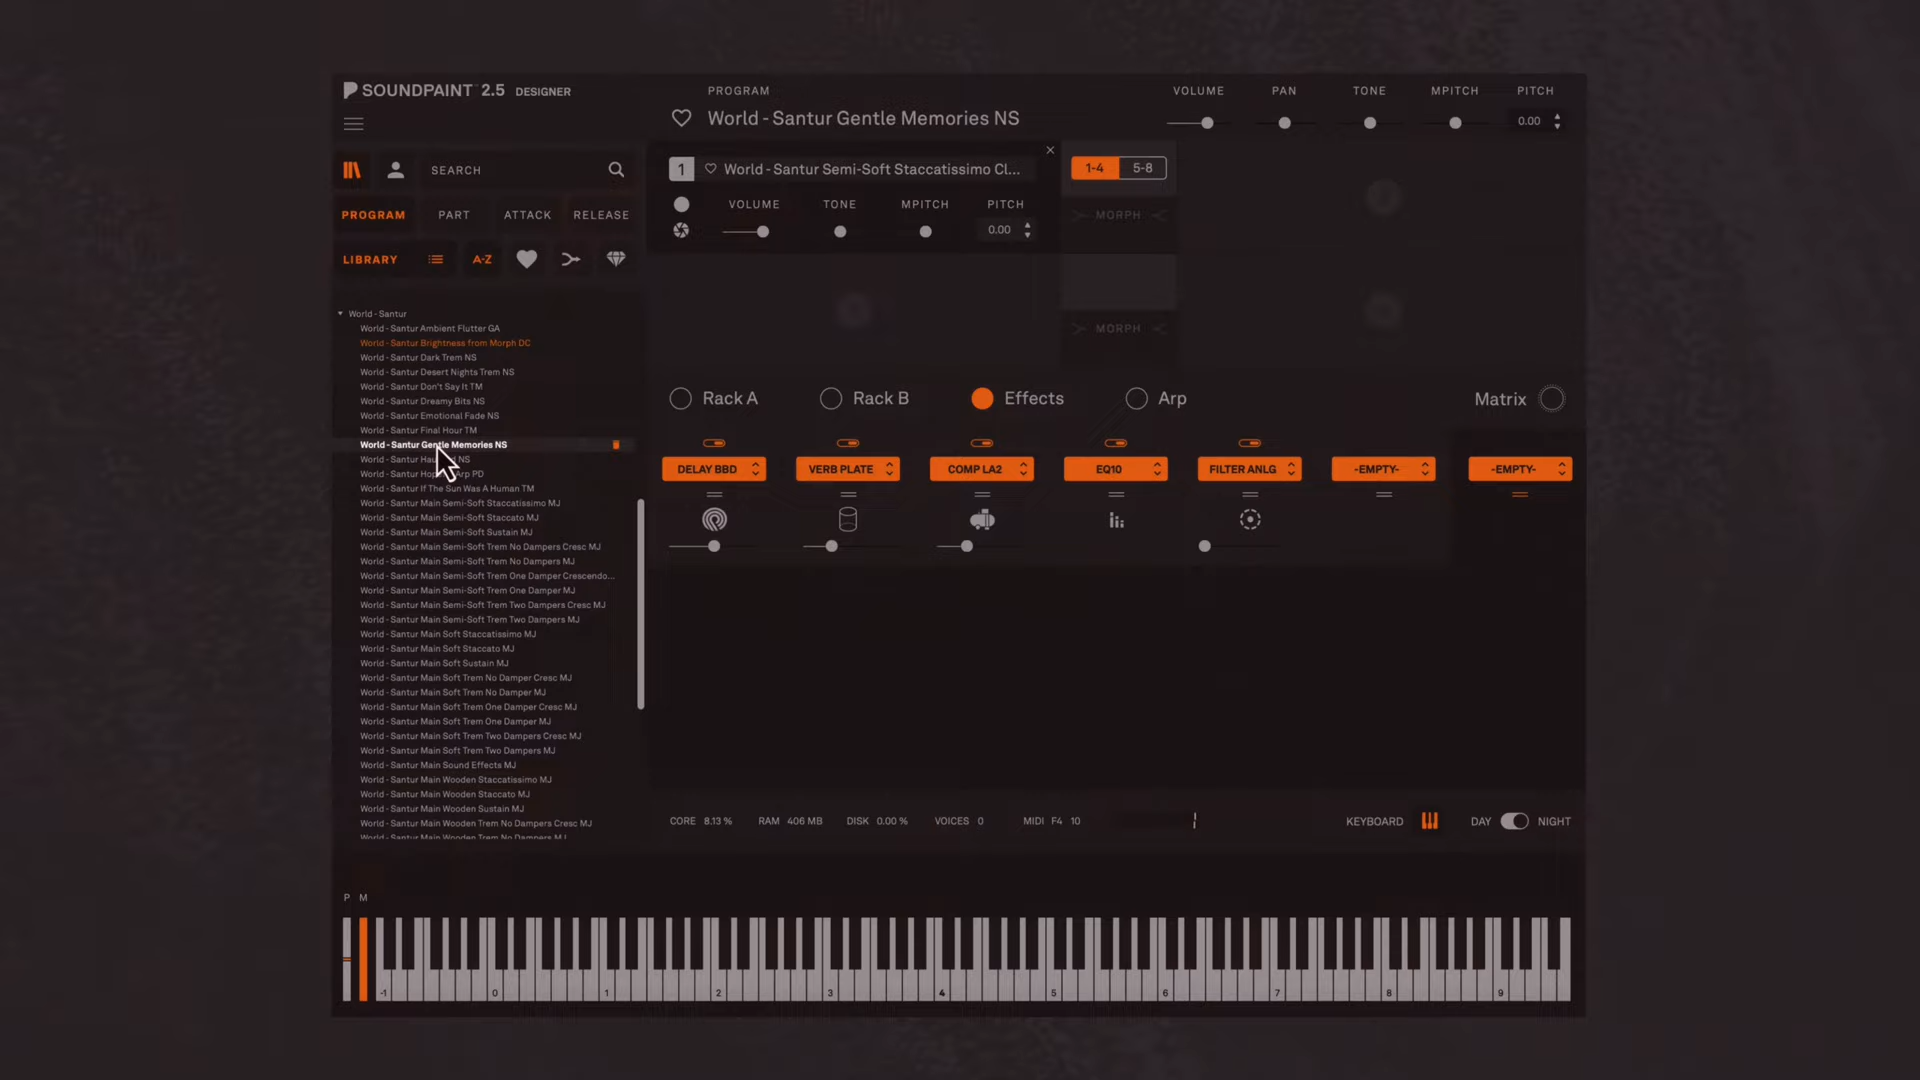 SOUNDPAINT 2.5 DESIGNER
PROGRAM
World - Santur Gentle Memories NS
VOLUME PAN TONE MPITCH PITCH
0.00
SEARCH
PROGRAM PART ATTACK RELEASE
LIBRARY A-Z
1 World - Santur Semi-Soft Staccatissimo Cl...
VOLUME TONE MPITCH PITCH
0.00
1-4 5-8
MORPH
MORPH
World - Santur
World - Santur Ambient Flutter GA
World - Santur Brightness from Morph DC
World - Santur Dark Trem NS
World - Santur Desert Nights Trem NS
World - Santur Don't Say It TM
World - Santur Dreamy Bits NS
World - Santur Emotional Fade NS
World - Santur Final Hour TM
World - Santur Gentle Memories NS
World - Santur NS
World - Santur Arp PD
World - Santur If The Sun Was A Human TM
World - Santur Main Semi-Soft Staccatissimo MJ
World - Santur Main Semi-Soft Staccato MJ
World - Santur Main Semi-Soft Sustain MJ
World - Santur Main Semi-Soft Trem No Dampers Cresc MJ
World - Santur Main Semi-Soft Trem No Dampers MJ
World - Santur Main Semi-Soft Trem One Damper Crescendo...
World - Santur Main Semi-Soft Trem One Damper MJ
World - Santur Main Semi-Soft Trem Two Dampers Cresc MJ
World - Santur Main Semi-Soft Trem Two Dampers MJ
World - Santur Main Soft Staccatissimo MJ
World - Santur Main Soft Staccato MJ
World - Santur Main Soft Sustain MJ
World - Santur Main Soft Trem No Damper Cresc MJ
World - Santur Main Soft Trem No Damper MJ
World - Santur Main Soft Trem One Damper Cresc MJ
World - Santur Main Soft Trem One Damper MJ
World - Santur Main Soft Trem Two Dampers Cresc MJ
World - Santur Main Soft Trem Two Dampers MJ
World - Santur Main Sound Effects MJ
World - Santur Main Wooden Staccatissimo MJ
World - Santur Main Wooden Staccato MJ
World - Santur Main Wooden Sustain MJ
World - Santur Main Wooden Trem No Dampers Cresc MJ
World - Santur Main Wooden Trem No Dampers MJ
Rack A Rack B Effects Arp Matrix
DELAY BBD VERB PLATE COMP LA2 EQ10 FILTER ANLG -EMPTY- -EMPTY-
CORE 8.13 % RAM 406 MB DISK 0.00 % VOICES 0 MIDI F4 10 KEYBOARD DAY NIGHT
P M
-1 0 1 2 3 4 5 6 7 8 9